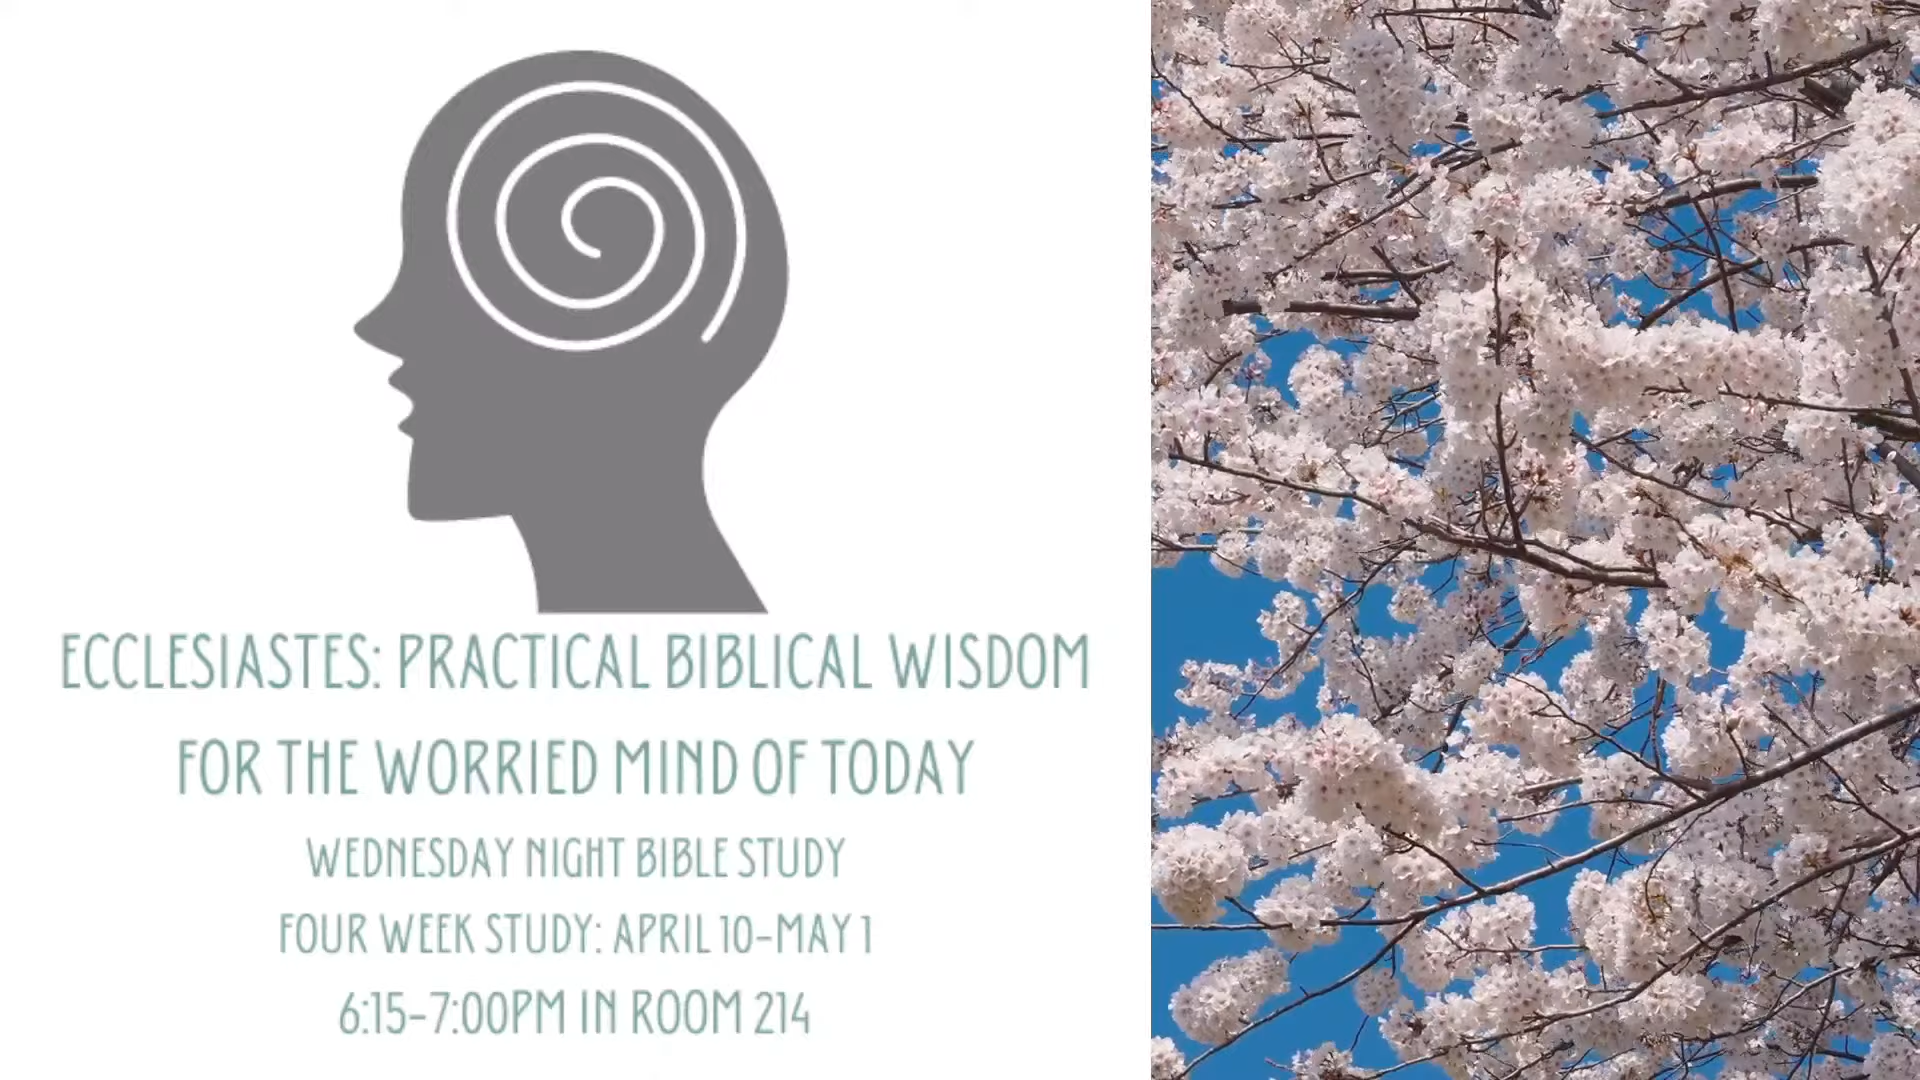 ECCLESIASTES: PRACTICAL BIBLICAL WISDOM
FOR THE WORRIED MIND OF TODAY
WEDNESDAY NIGHT BIBLE STUDY
FOUR WEEK STUDY: APRIL 10-MAY 1
6:15-7:00PM IN ROOM 214